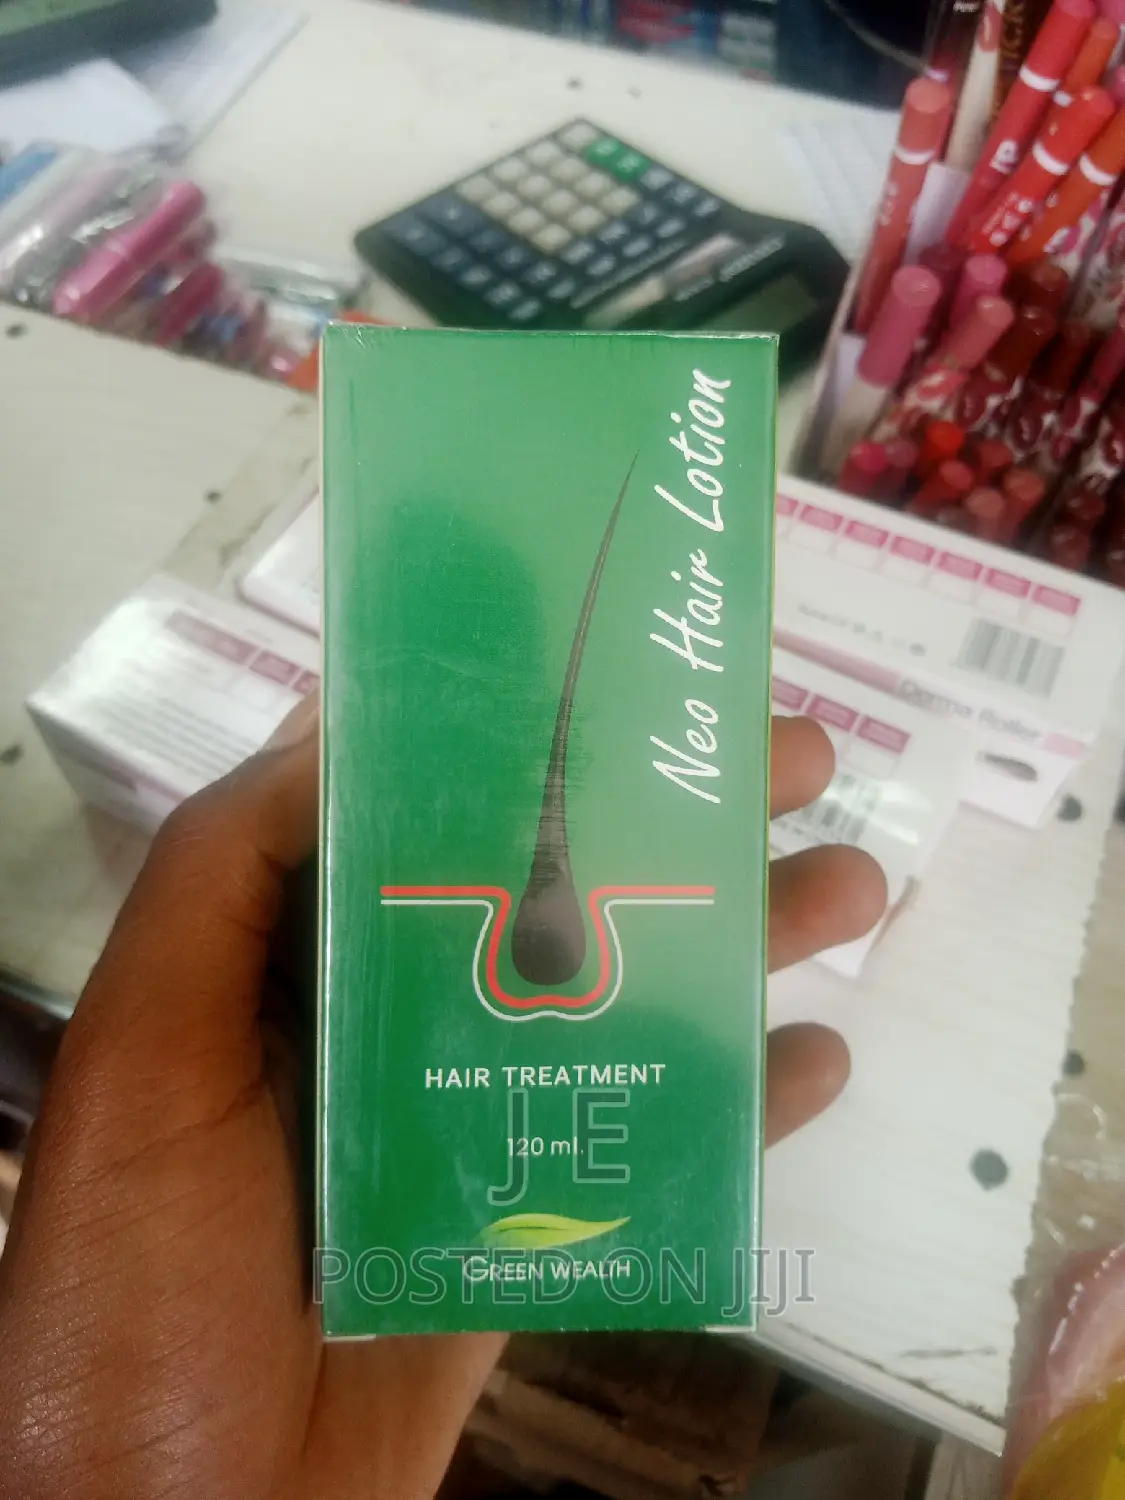 Neo Hair Lotion
HAIR TREATMENT
120 ml.
GREEN WEALTH
J E
POSTED ON JIJI
Derma Roller